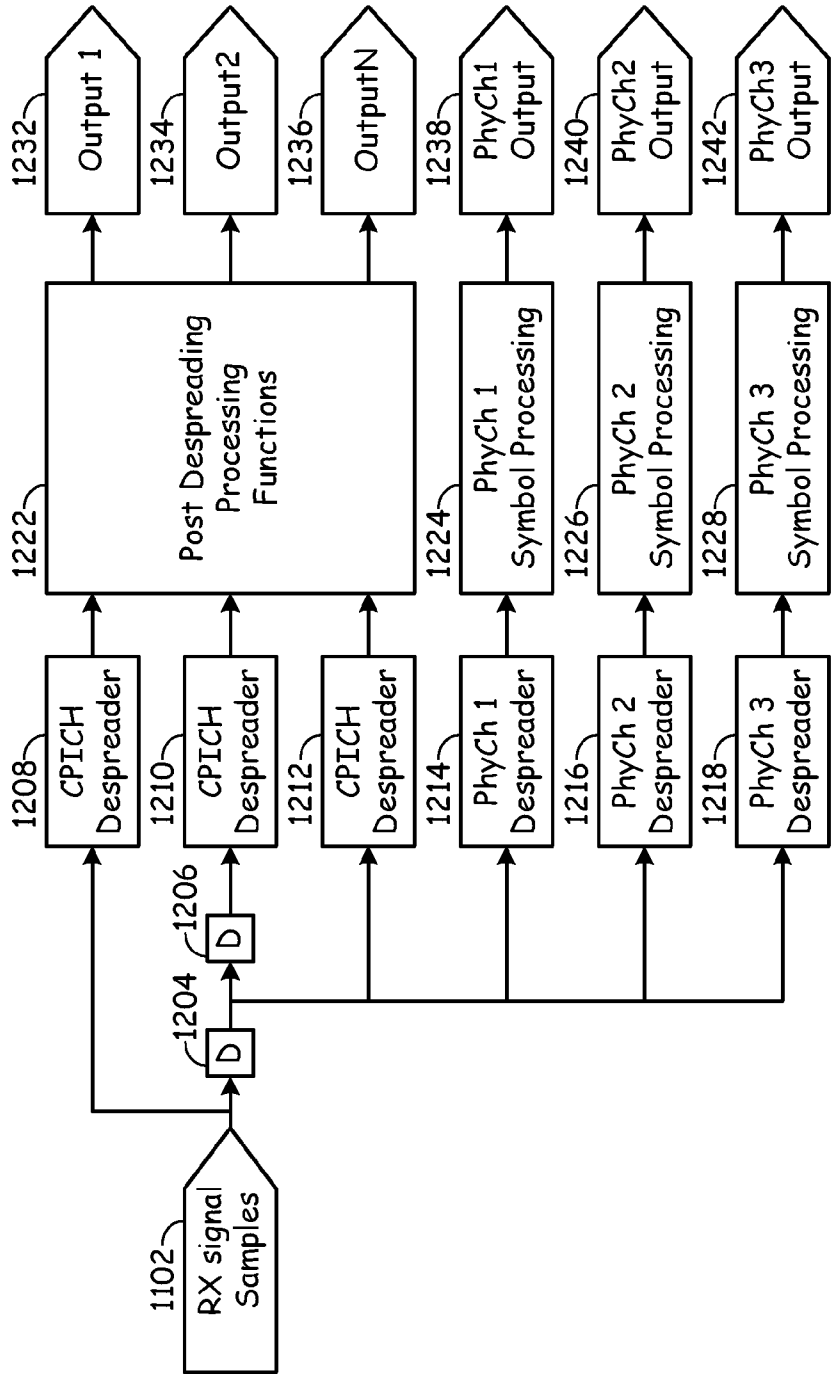 1102
RX signal
Samples
1204
D
1206
D
1208
CPICH
Despreader
1210
CPICH
Despreader
1212
CPICH
Despreader
1214
PhyCh 1
Despreader
1216
PhyCh 2
Despreader
1218
PhyCh 3
Despreader
1222
Post Despreading
Processing
Functions
1224
PhyCh 1
Symbol Processing
1226
PhyCh 2
Symbol Processing
1228
PhyCh 3
Symbol Processing
1232
Output 1
1234
Output2
1236
OutputN
1238
PhyCh1
Output
1240
PhyCh2
Output
1242
PhyCh3
Output